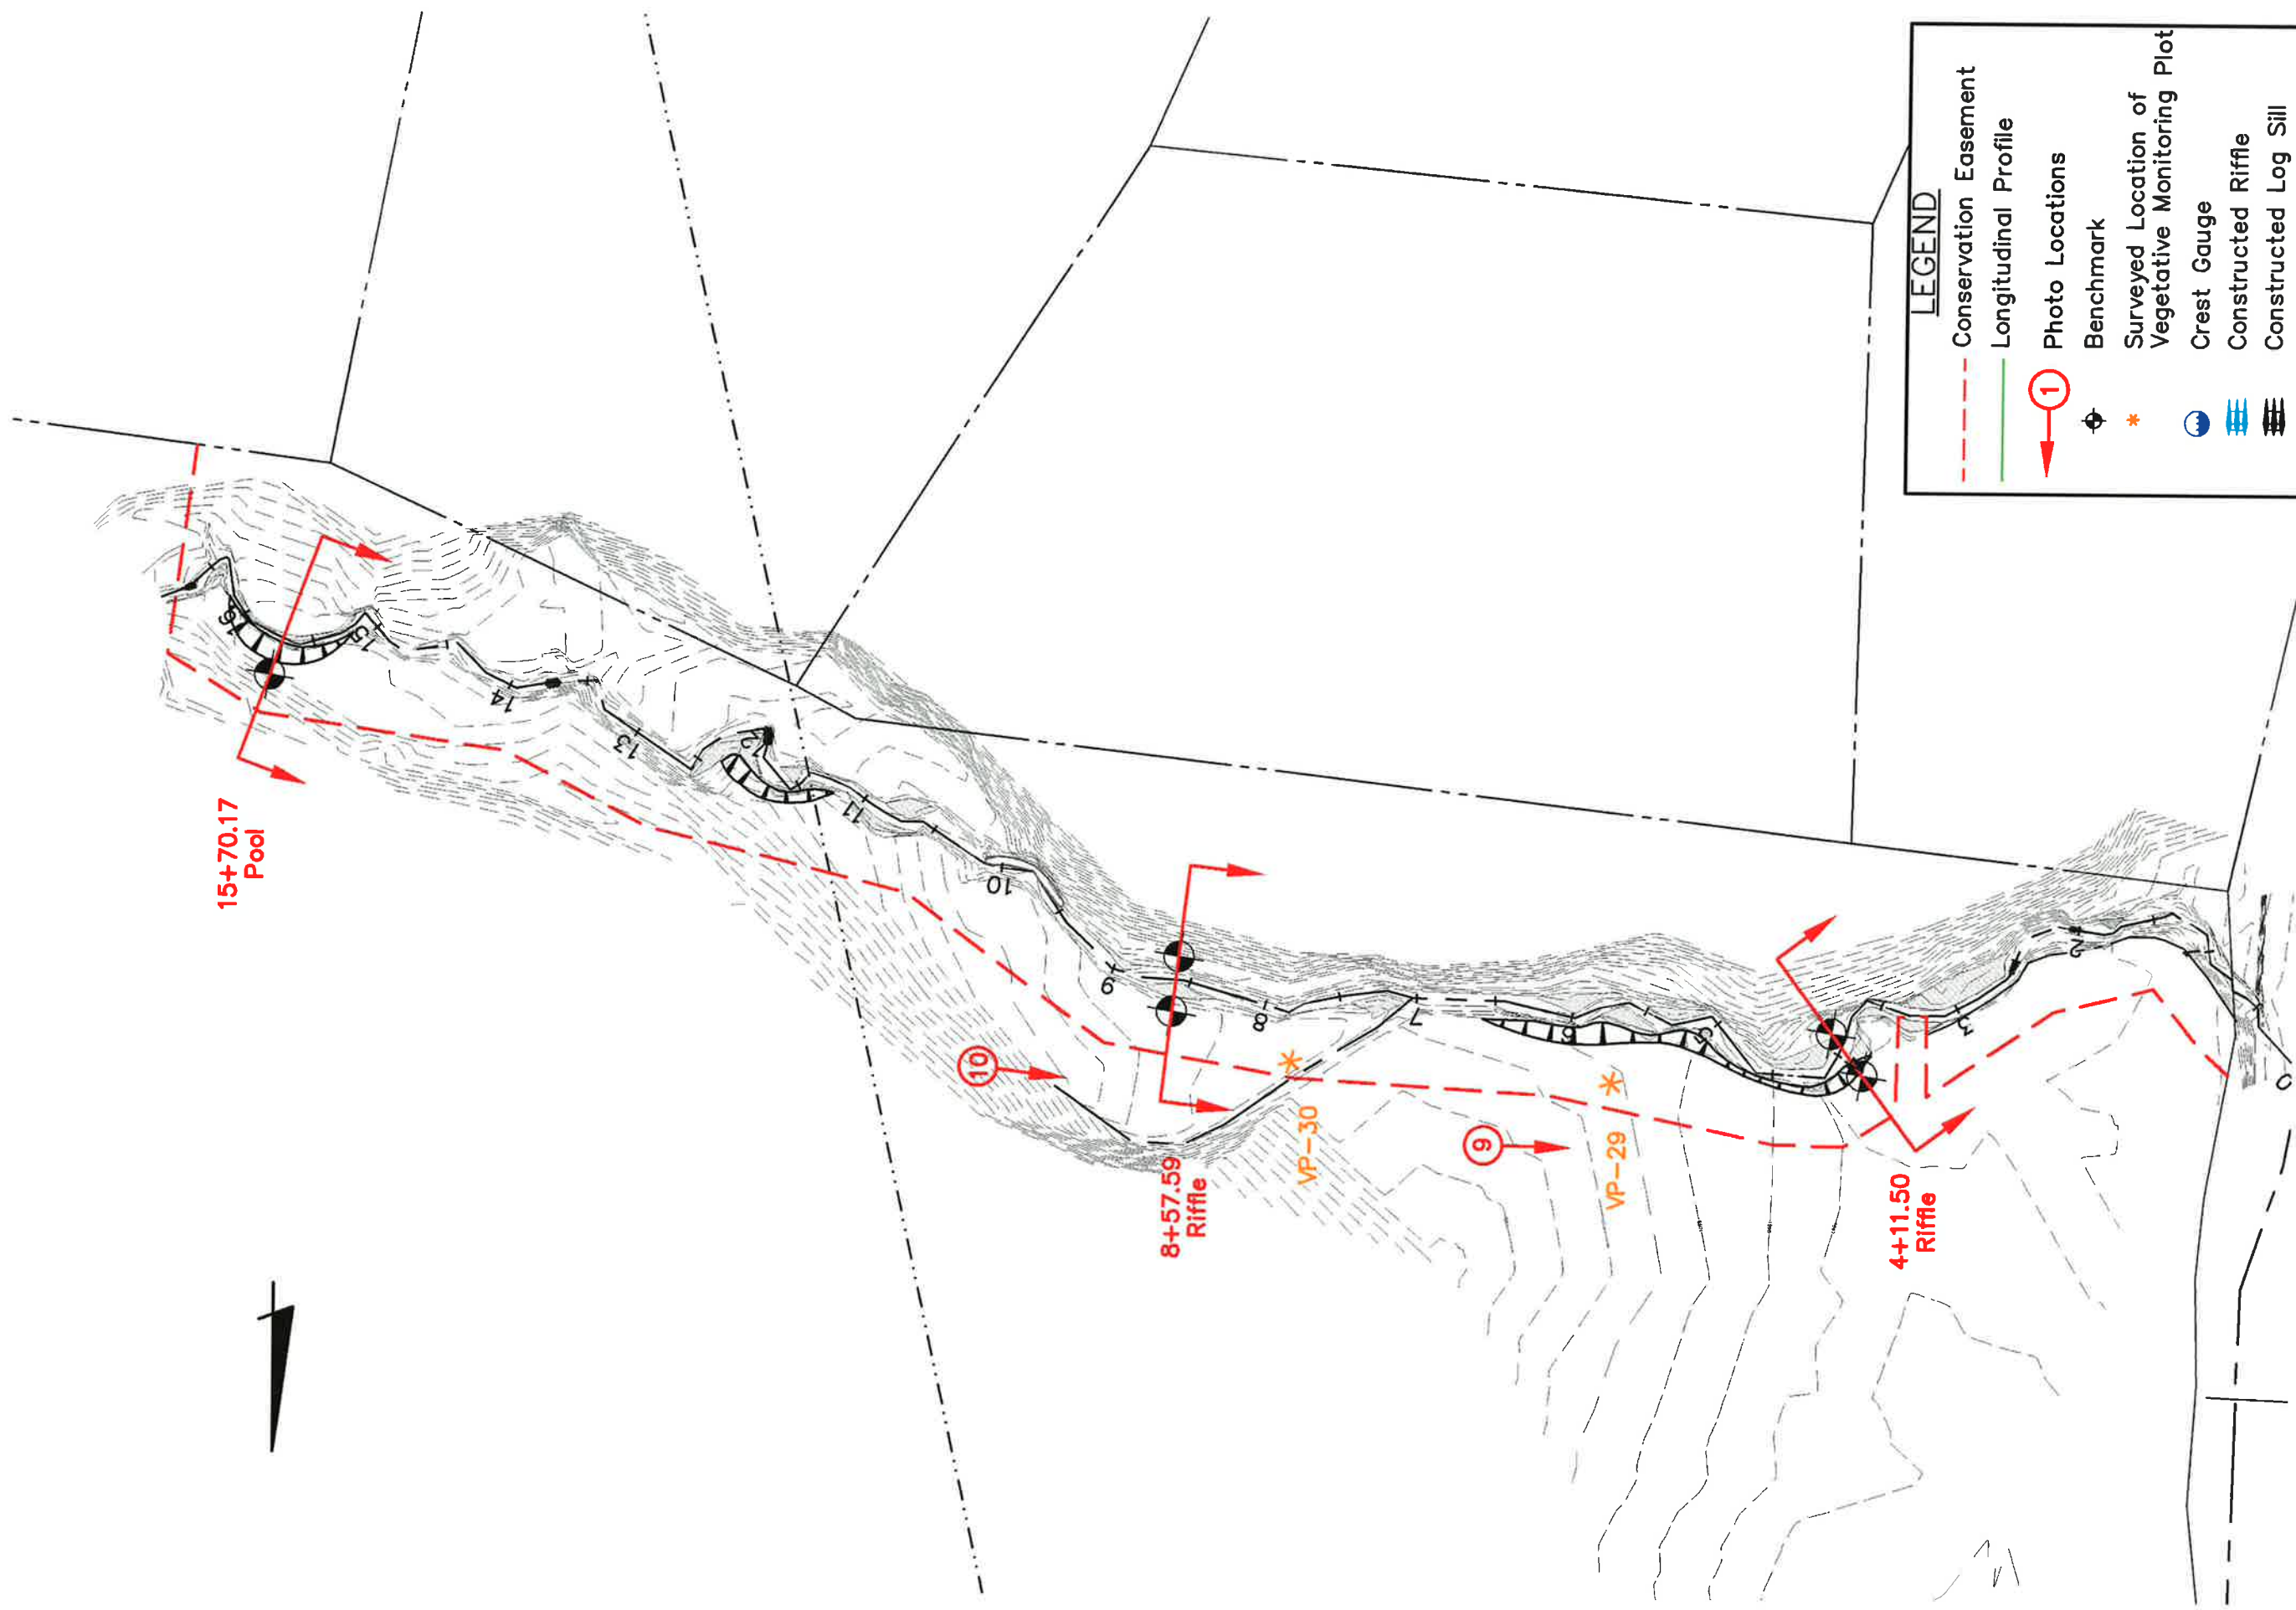 15+70.17
Pool
16
15
14
13
12
11
10
9
8
7
6
5
3
2
0
10
8+57.59
Riffle
VP-30
9
VP-29
4+11.50
Riffle
LEGEND
Conservation Easement
Longitudinal Profile
1
Photo Locations
Benchmark
Surveyed Location of
Vegetative Monitoring Plot
Crest Gauge
Constructed Riffle
Constructed Log Sill